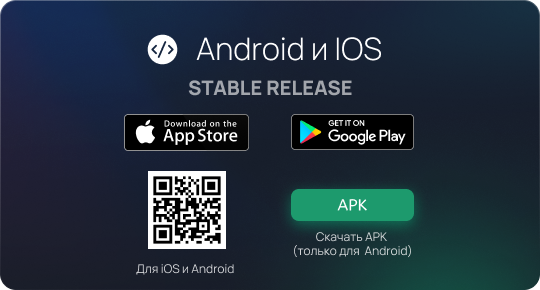 Android и IOS
STABLE RELEASE
Download on the
App Store
GET IT ON
Google Play
APK
Скачать APK
(только для Android)
Для iOS и Android